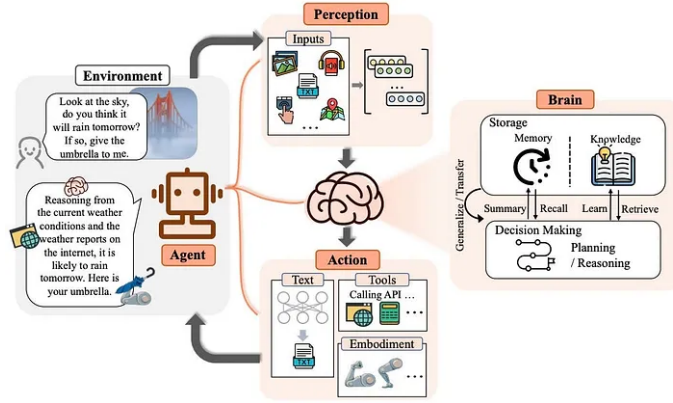 Perception
Inputs
TXT
...
...
Environment
Look at the sky,
do you think it
will rain tomorrow?
If so, give the
umbrella to me.
Reasoning from
the current weather
conditions and the
weather reports on
the internet, it is
likely to rain
tomorrow. Here is
your umbrella.
Agent
Action
Text
TXT
Tools
Calling API ...
...
Embodiment
...
Brain
Storage
Memory
Knowledge
Summary
Recall
Learn
Retrieve
Generalize / Transfer
Decision Making
Planning
/ Reasoning